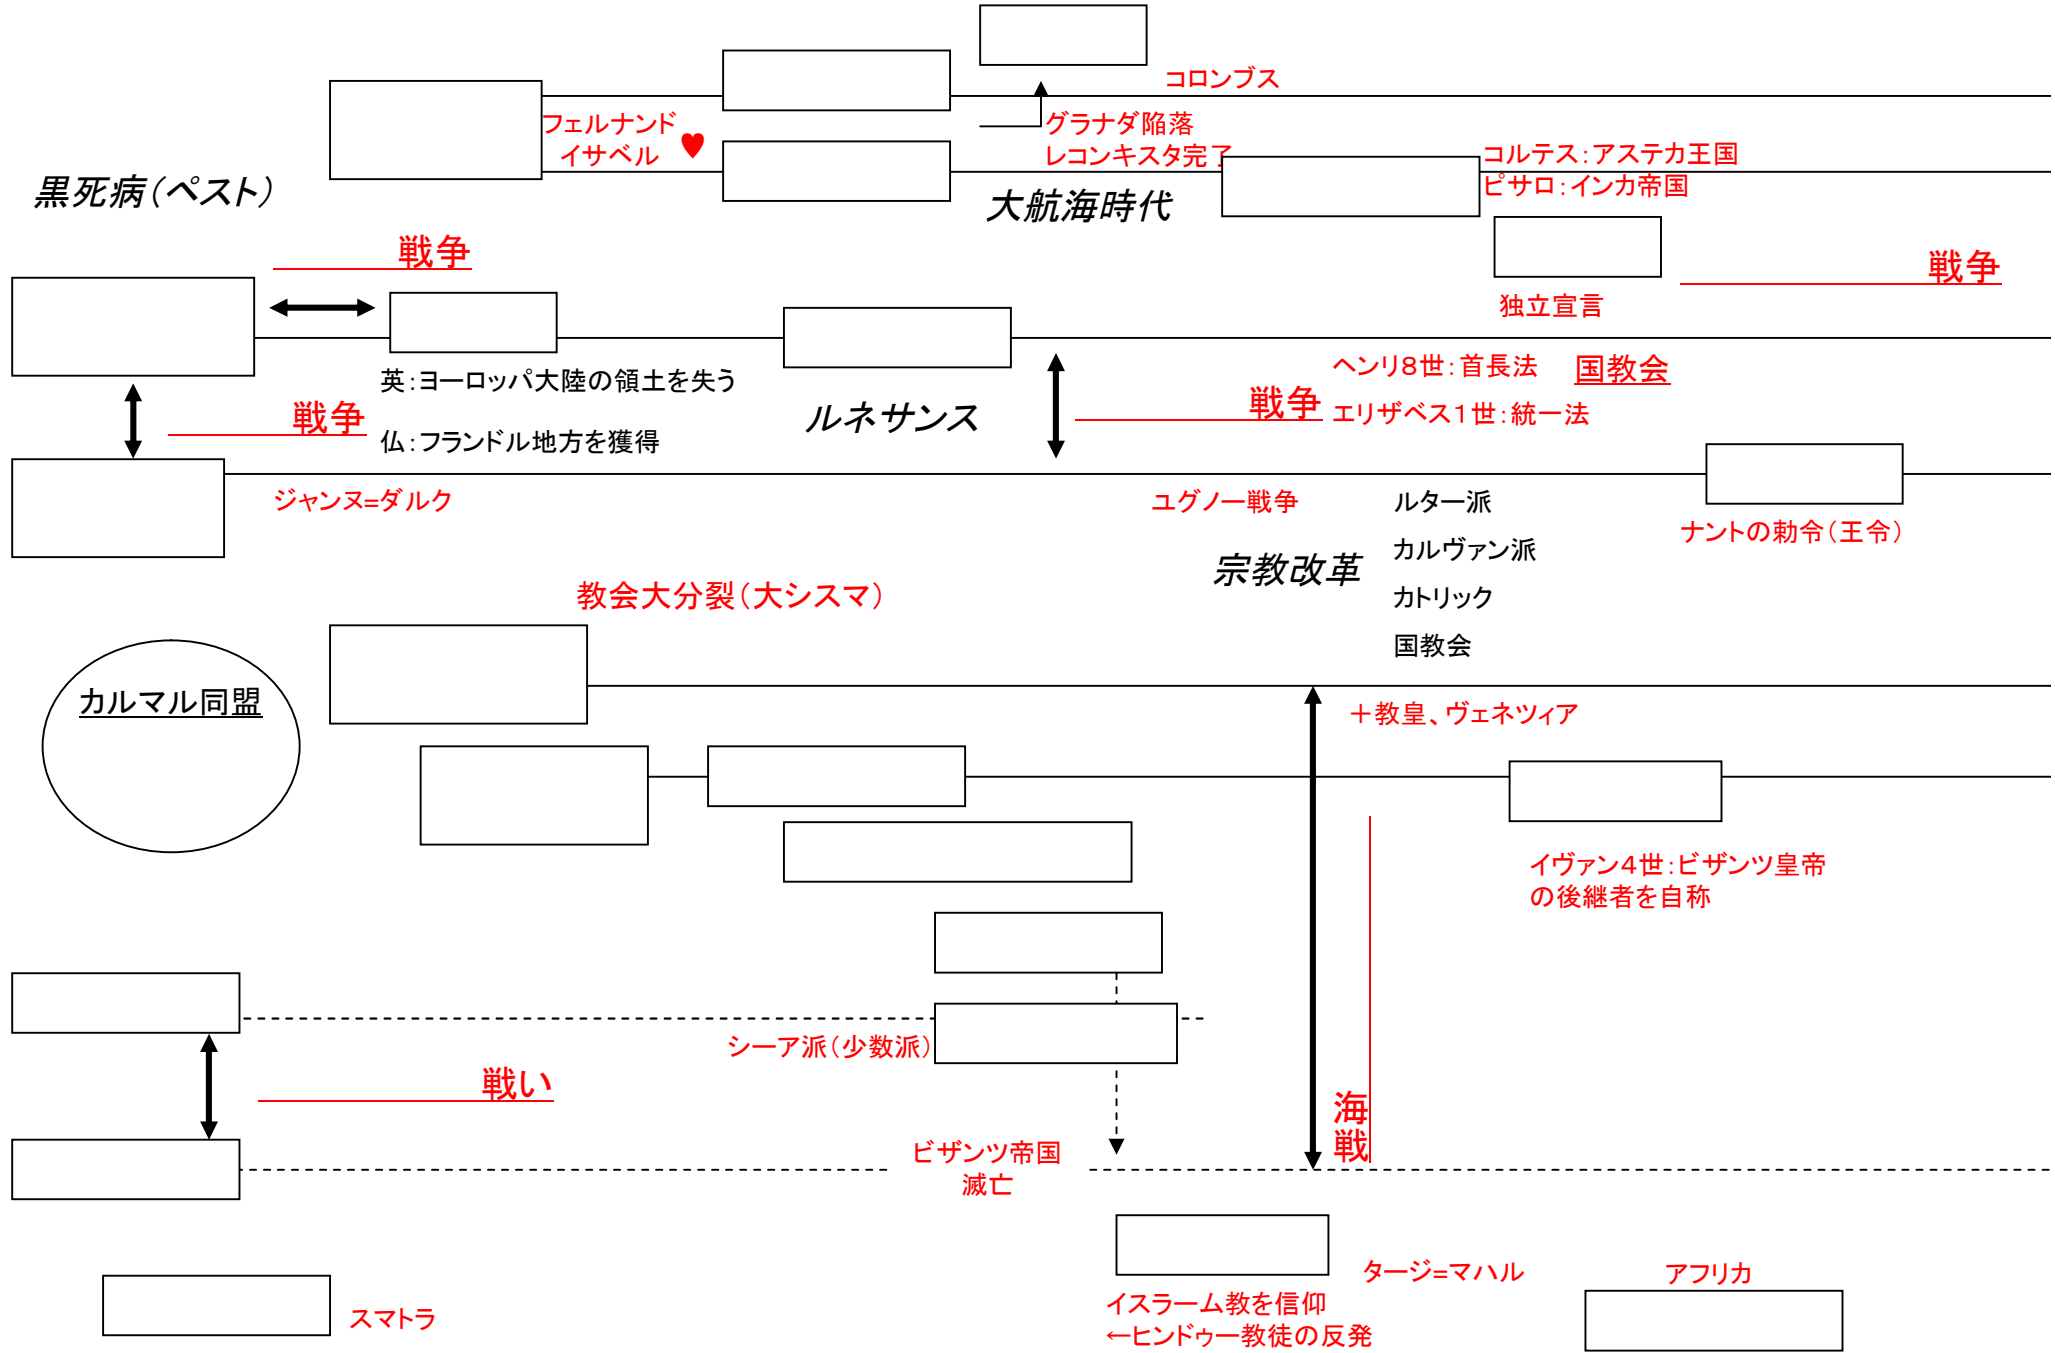 コロンブス
フェルナンド
イサベル
グラナダ陥落
レコンキスタ完了
コルテス：アステカ王国
ピサロ：インカ帝国
黒死病（ペスト）
大航海時代
戦争
戦争
独立宣言
英：ヨーロッパ大陸の領土を失う
ヘンリ８世：首長法
国教会
戦争
仏：フランドル地方を獲得
ルネサンス
戦争
エリザベス１世：統一法
ジャンヌ=ダルク
ユグノー戦争
ルター派
カルヴァン派
カトリック
国教会
ナントの勅令（王令）
宗教改革
教会大分裂（大シスマ）
カルマル同盟
＋教皇、ヴェネツィア
イヴァン４世：ビザンツ皇帝
の後継者を自称
シーア派（少数派）
戦い
海戦
ビザンツ帝国
滅亡
タージ=マハル
アフリカ
スマトラ
イスラーム教を信仰
←ヒンドゥー教徒の反発